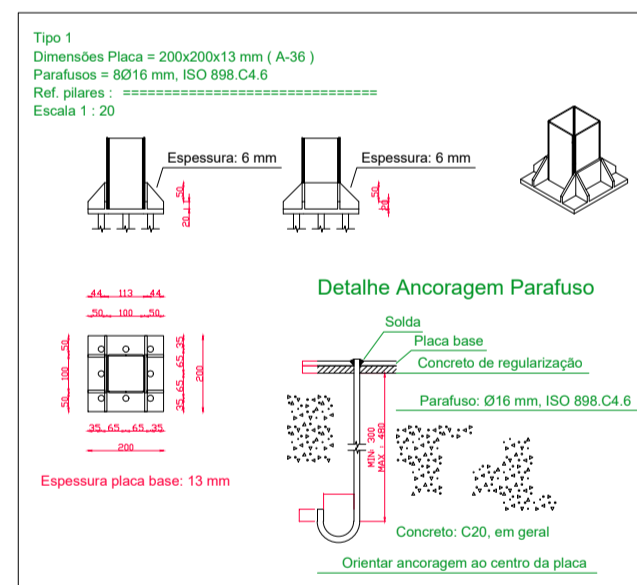 Tipo 1
Dimensões Placa = 200x200x13 mm ( A-36 )
Parafusos = 8Ø16 mm, ISO 898.C4.6
Ref. pilares : ================================
Escala 1 : 20
Espessura: 6 mm
Espessura: 6 mm
50
20
50
20
Detalhe Ancoragem Parafuso
44 113 44
50 100 50
50
100
50
35
65
65
35
200
35 65 65 35
200
Espessura placa base: 13 mm
Solda
Placa base
Concreto de regularização
Parafuso: Ø16 mm, ISO 898.C4.6
MIN: 300
MAX : 480
Concreto: C20, em geral
Orientar ancoragem ao centro da placa